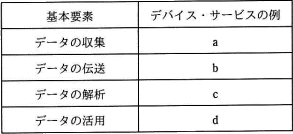 基本要素 デバイス・サービスの例
データの収集 a
データの伝送 b
データの解析 c
データの活用 d